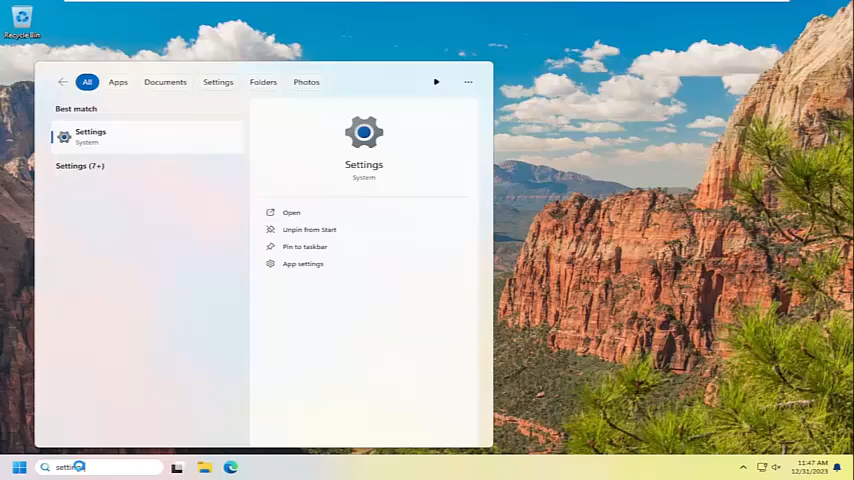 Recycle Bin
All Apps Documents Settings Folders Photos
Best match
Settings
System
Settings (7+)
Settings
System
Open
Unpin from Start
Pin to taskbar
App settings
11:47 AM
12/31/2023